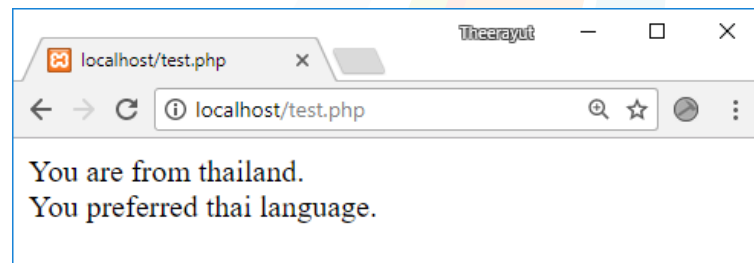 Theerayut
localhost/test.php
localhost/test.php
You are from thailand.
You preferred thai language.